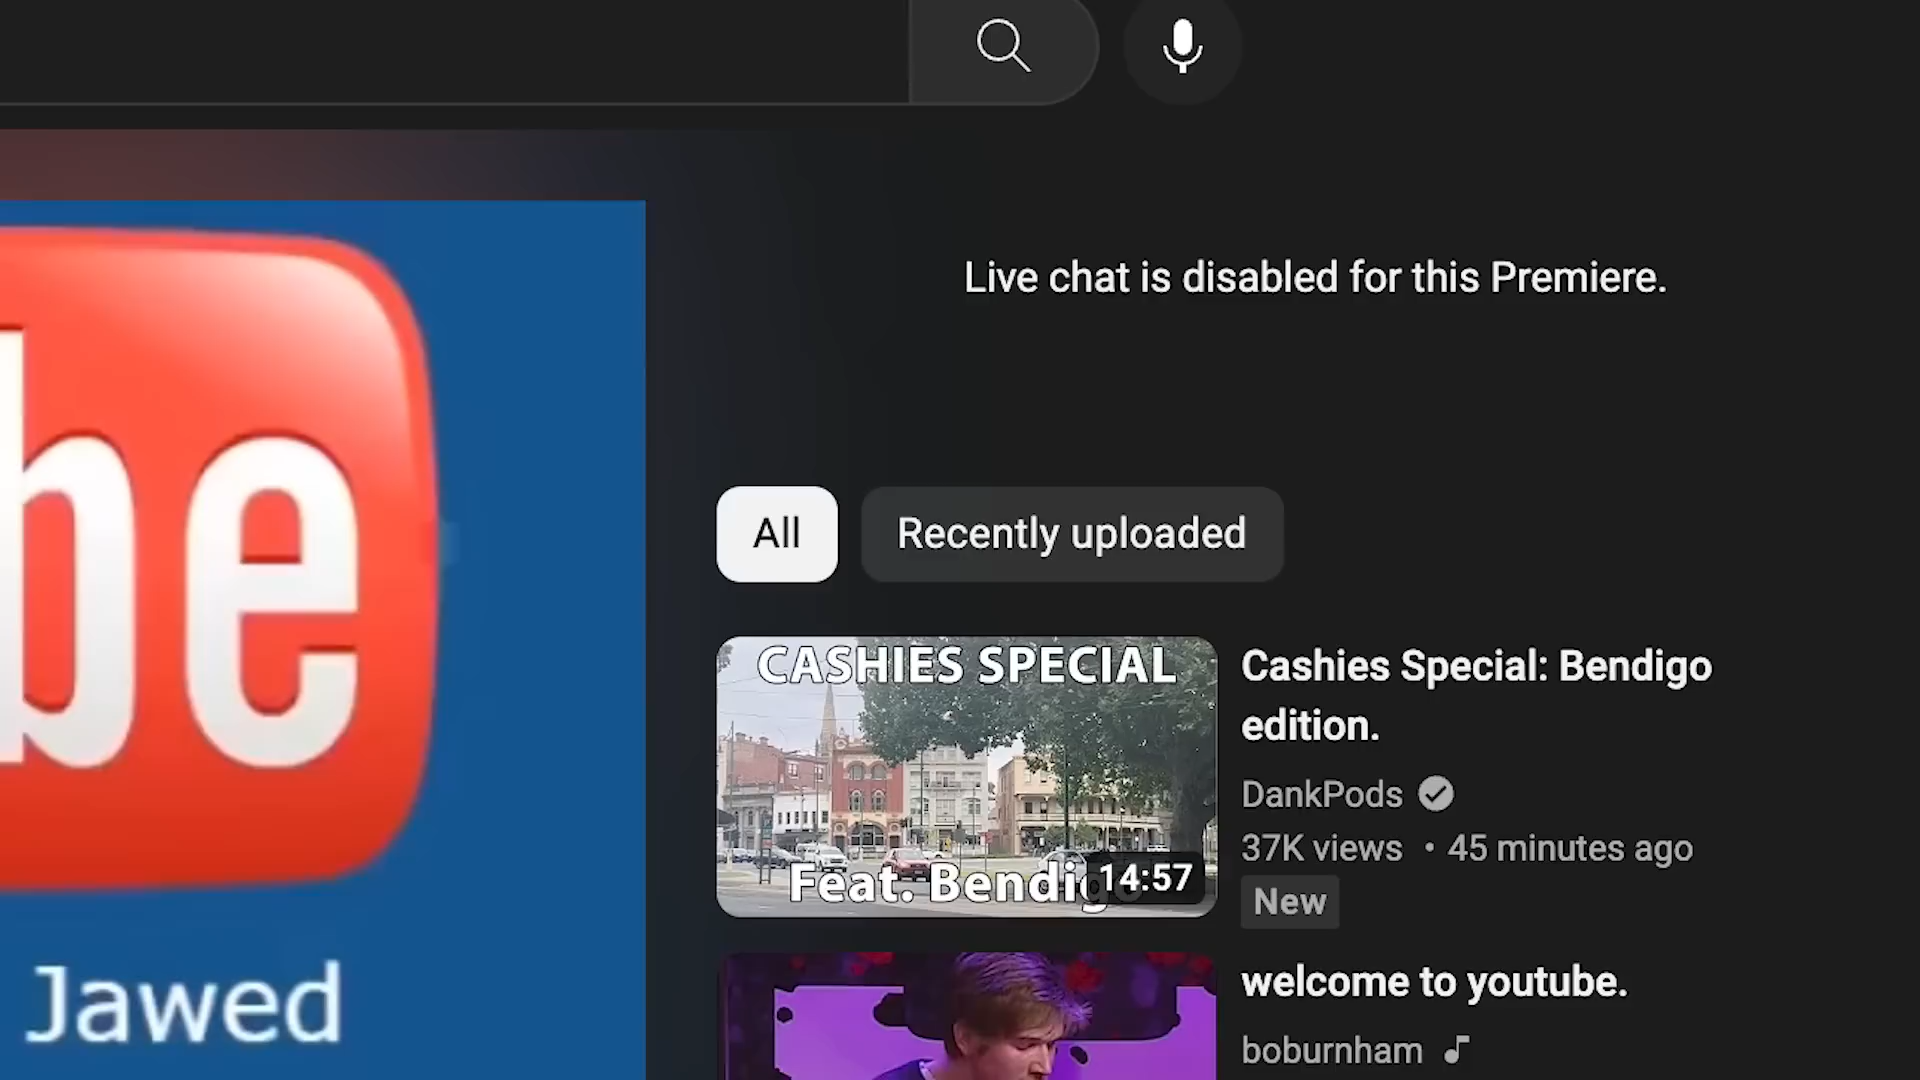 be
Jawed
Live chat is disabled for this Premiere.
All
Recently uploaded
CASHIES SPECIAL
Feat. Bendigo
14:57
Cashies Special: Bendigo
edition.
DankPods
37K views • 45 minutes ago
New
welcome to youtube.
boburnham